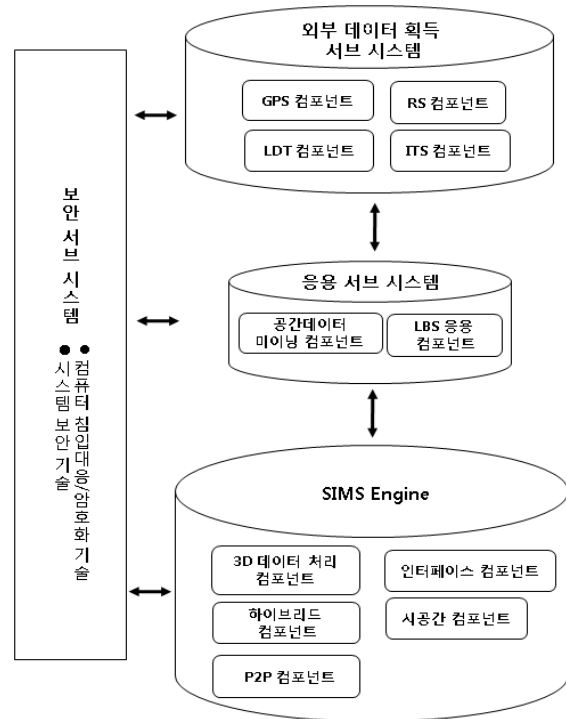 외부 데이터 획득
서브 시스템
GPS 컴포넌트
RS 컴포넌트
LDT 컴포넌트
ITS 컴포넌트
보안 서브 시스템
● 컴퓨터 침입대응/암호화 기술
● 시스템 보안 기술
응용 서브 시스템
공간데이터
미이닝 컴포넌트
LBS 응용
컴포넌트
SIMS Engine
3D 데이터 처리
컴포넌트
인터페이스 컴포넌트
하이브리드
컴포넌트
시공간 컴포넌트
P2P 컴포넌트